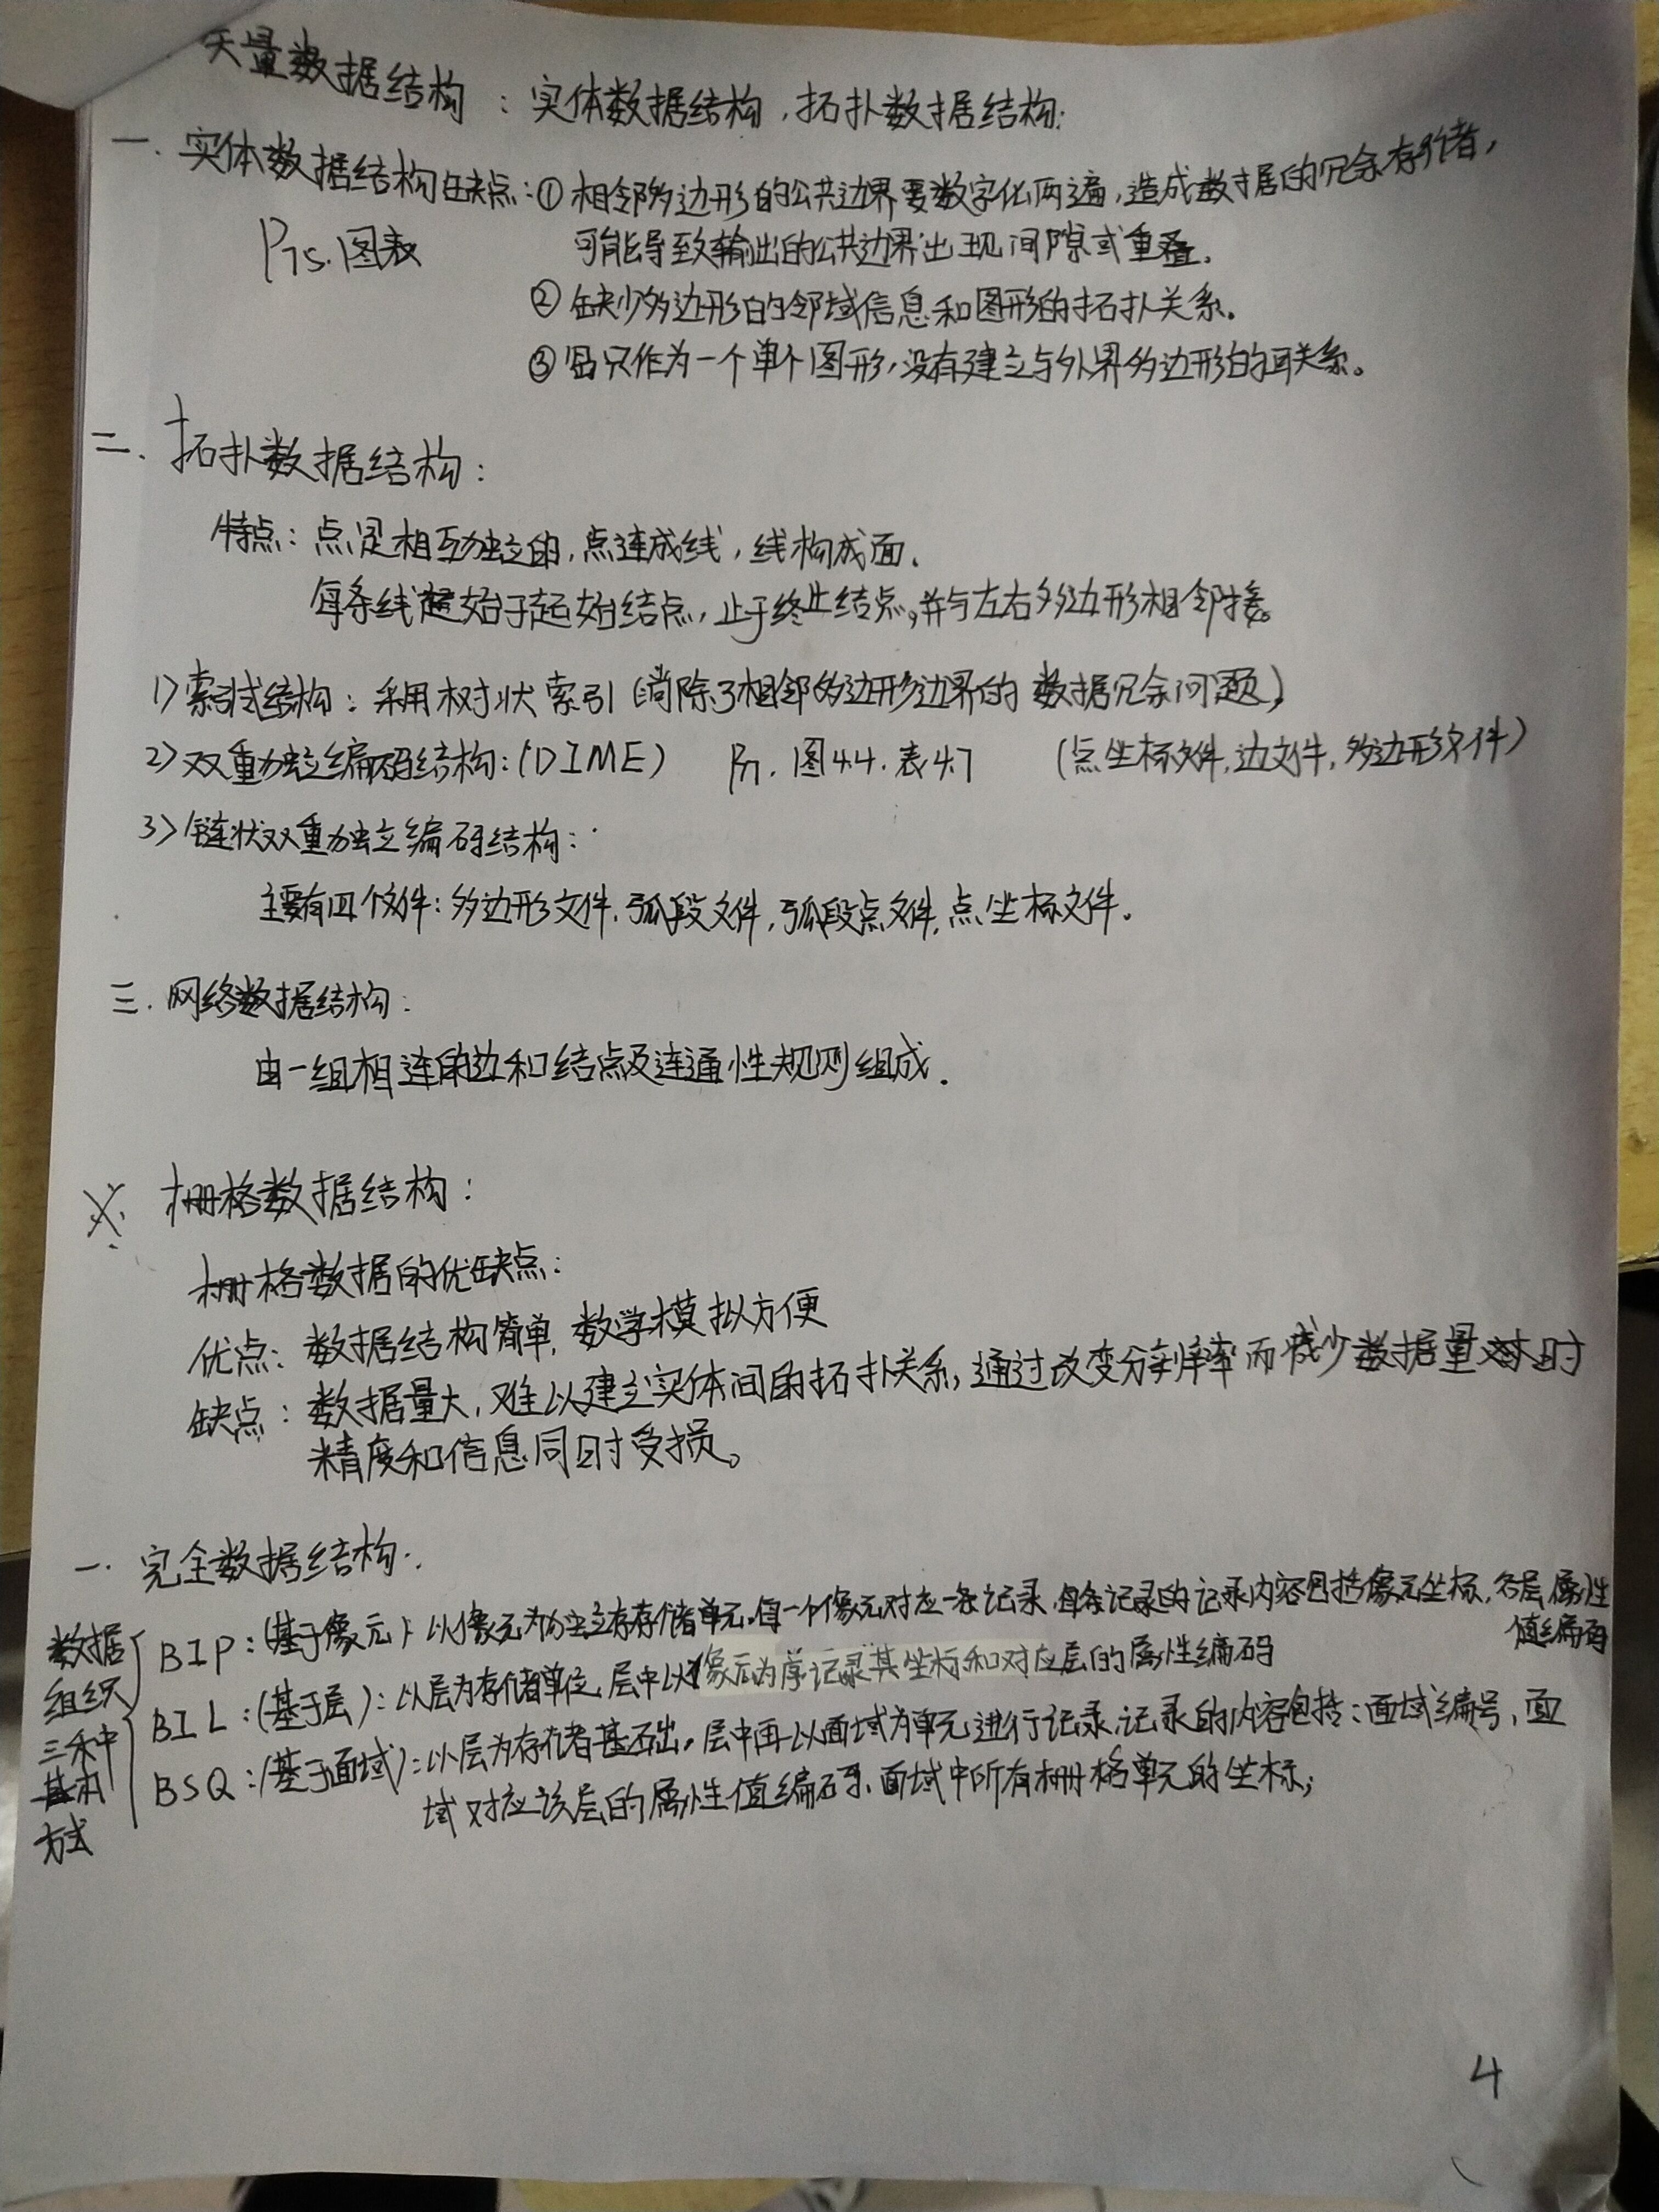 矢量数据结构：实体数据结构，拓扑数据结构：
一. 实体数据结构缺点：① 相邻多边形的公共边界要数字化两遍，造成数据的冗余存储，
P75.图表 可能导致输出的公共边界出现间隙或重叠.
② 缺少多边形的邻域信息和图形的拓扑关系.
③ 只作为一个单个图形，没有建立与外界多边形的关系。
二. 拓扑数据结构：
特点：点是相互独立的，点连成线，线构成面.
每条线起始于起始结点，止于终止结点，并与左右多边形相邻接。
1> 索引式结构：采用树状索引（消除了相邻多边形边界的数据冗余问题）
2> 双重独立编码结构：(DIME) 图4.4.表4.7 （点坐标文件，边文件，多边形文件）
3> 链状双重独立编码结构：
主要有四个文件：多边形文件，弧段文件，弧段点文件，点坐标文件.
三. 网络数据结构：
由一组相连的边和结点及连通性规则组成.
栅格数据结构：
栅格数据的优缺点：
优点：数据结构简单，数学模拟方便
缺点：数据量大，难以建立实体间的拓扑关系，通过改变分辨率而减少数据量时
精度和信息同时受损。
一. 完全数据结构：
数据组织三种基本方式
BIP：(基于像元) 以像元为独立存储单元.每一个像元对应一条记录，每条记录的记录内容包括像元坐标，各层属性
值编码
BIL：(基于层)：以层为存储单位，层中以像元为序记录其坐标和对应层的属性编码
BSQ：(基于面域)：以层为存储基础，层中再以面域为单元进行记录，记录的内容包括：面域编号，面
域对应该层的属性值编码、面域中所有栅格单元的坐标；
4